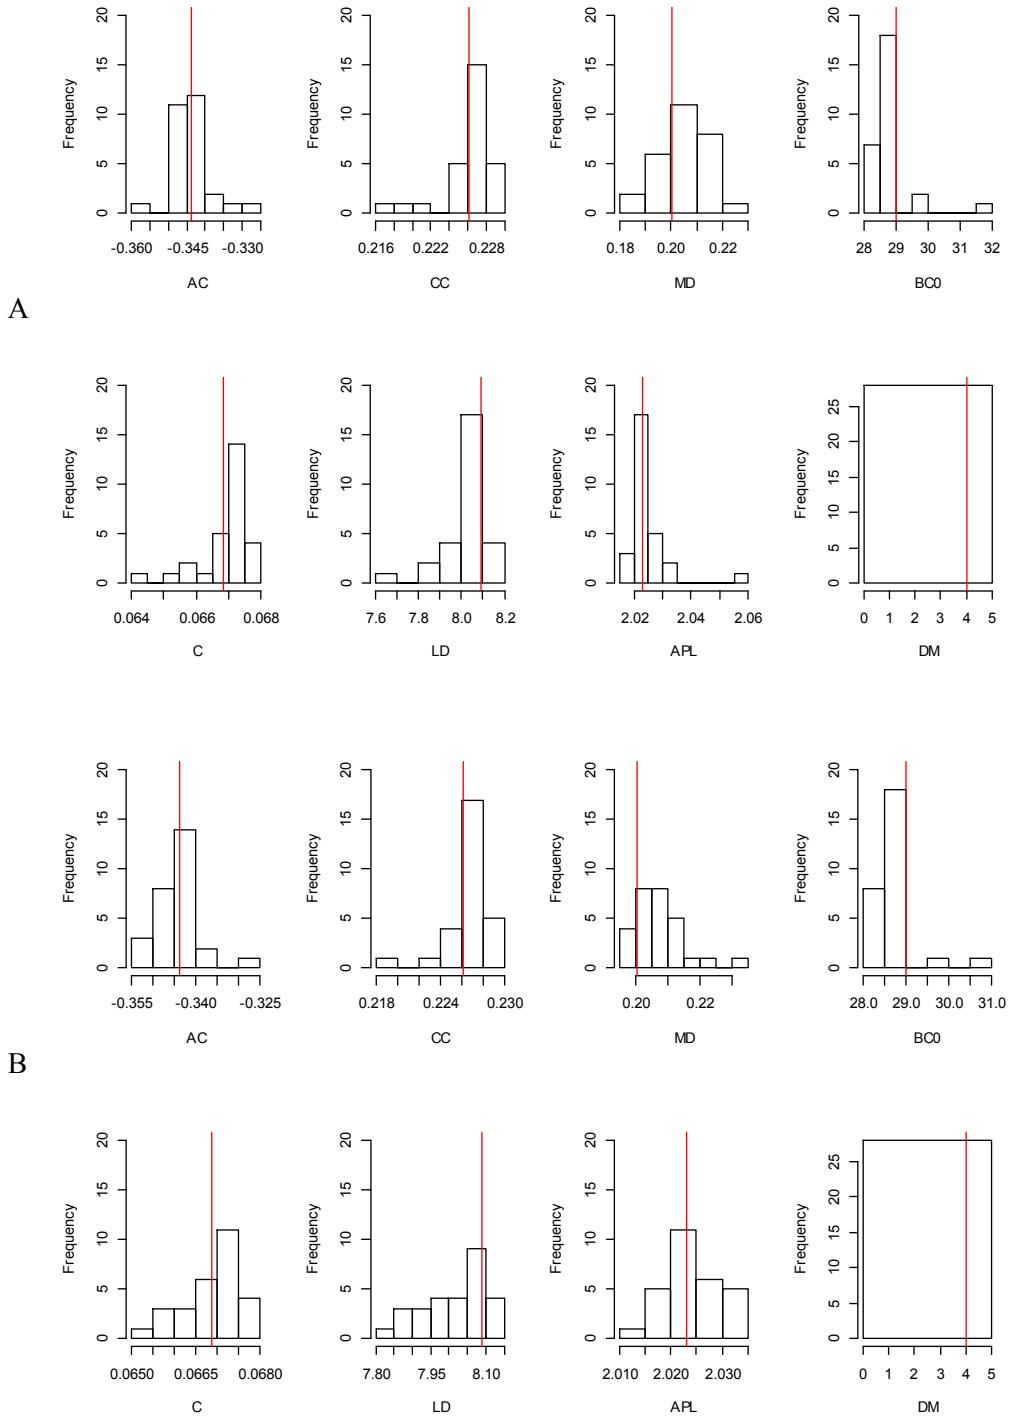 Frequency
0 5 10 15 20
-0.360 -0.345 -0.330
AC
Frequency
0 5 10 15 20
0.216 0.222 0.228
CC
Frequency
0 5 10 15 20
0.18 0.20 0.22
MD
Frequency
0 5 10 15 20
28 29 30 31 32
BC0
A
Frequency
0 5 10 15 20
0.064 0.066 0.068
C
Frequency
0 5 10 15 20
7.6 7.8 8.0 8.2
LD
Frequency
0 5 10 15 20
2.02 2.04 2.06
APL
Frequency
0 5 10 15 20 25
0 1 2 3 4 5
DM
Frequency
0 5 10 15 20
-0.355 -0.340 -0.325
AC
Frequency
0 5 10 15 20
0.218 0.224 0.230
CC
Frequency
0 5 10 15 20
0.20 0.22
MD
Frequency
0 5 10 15 20
28.0 29.0 30.0 31.0
BC0
B
Frequency
0 5 10 15 20
0.0650 0.0665 0.0680
C
Frequency
0 5 10 15 20
7.80 7.95 8.10
LD
Frequency
0 5 10 15 20
2.010 2.020 2.030
APL
Frequency
0 5 10 15 20 25
0 1 2 3 4 5
DM